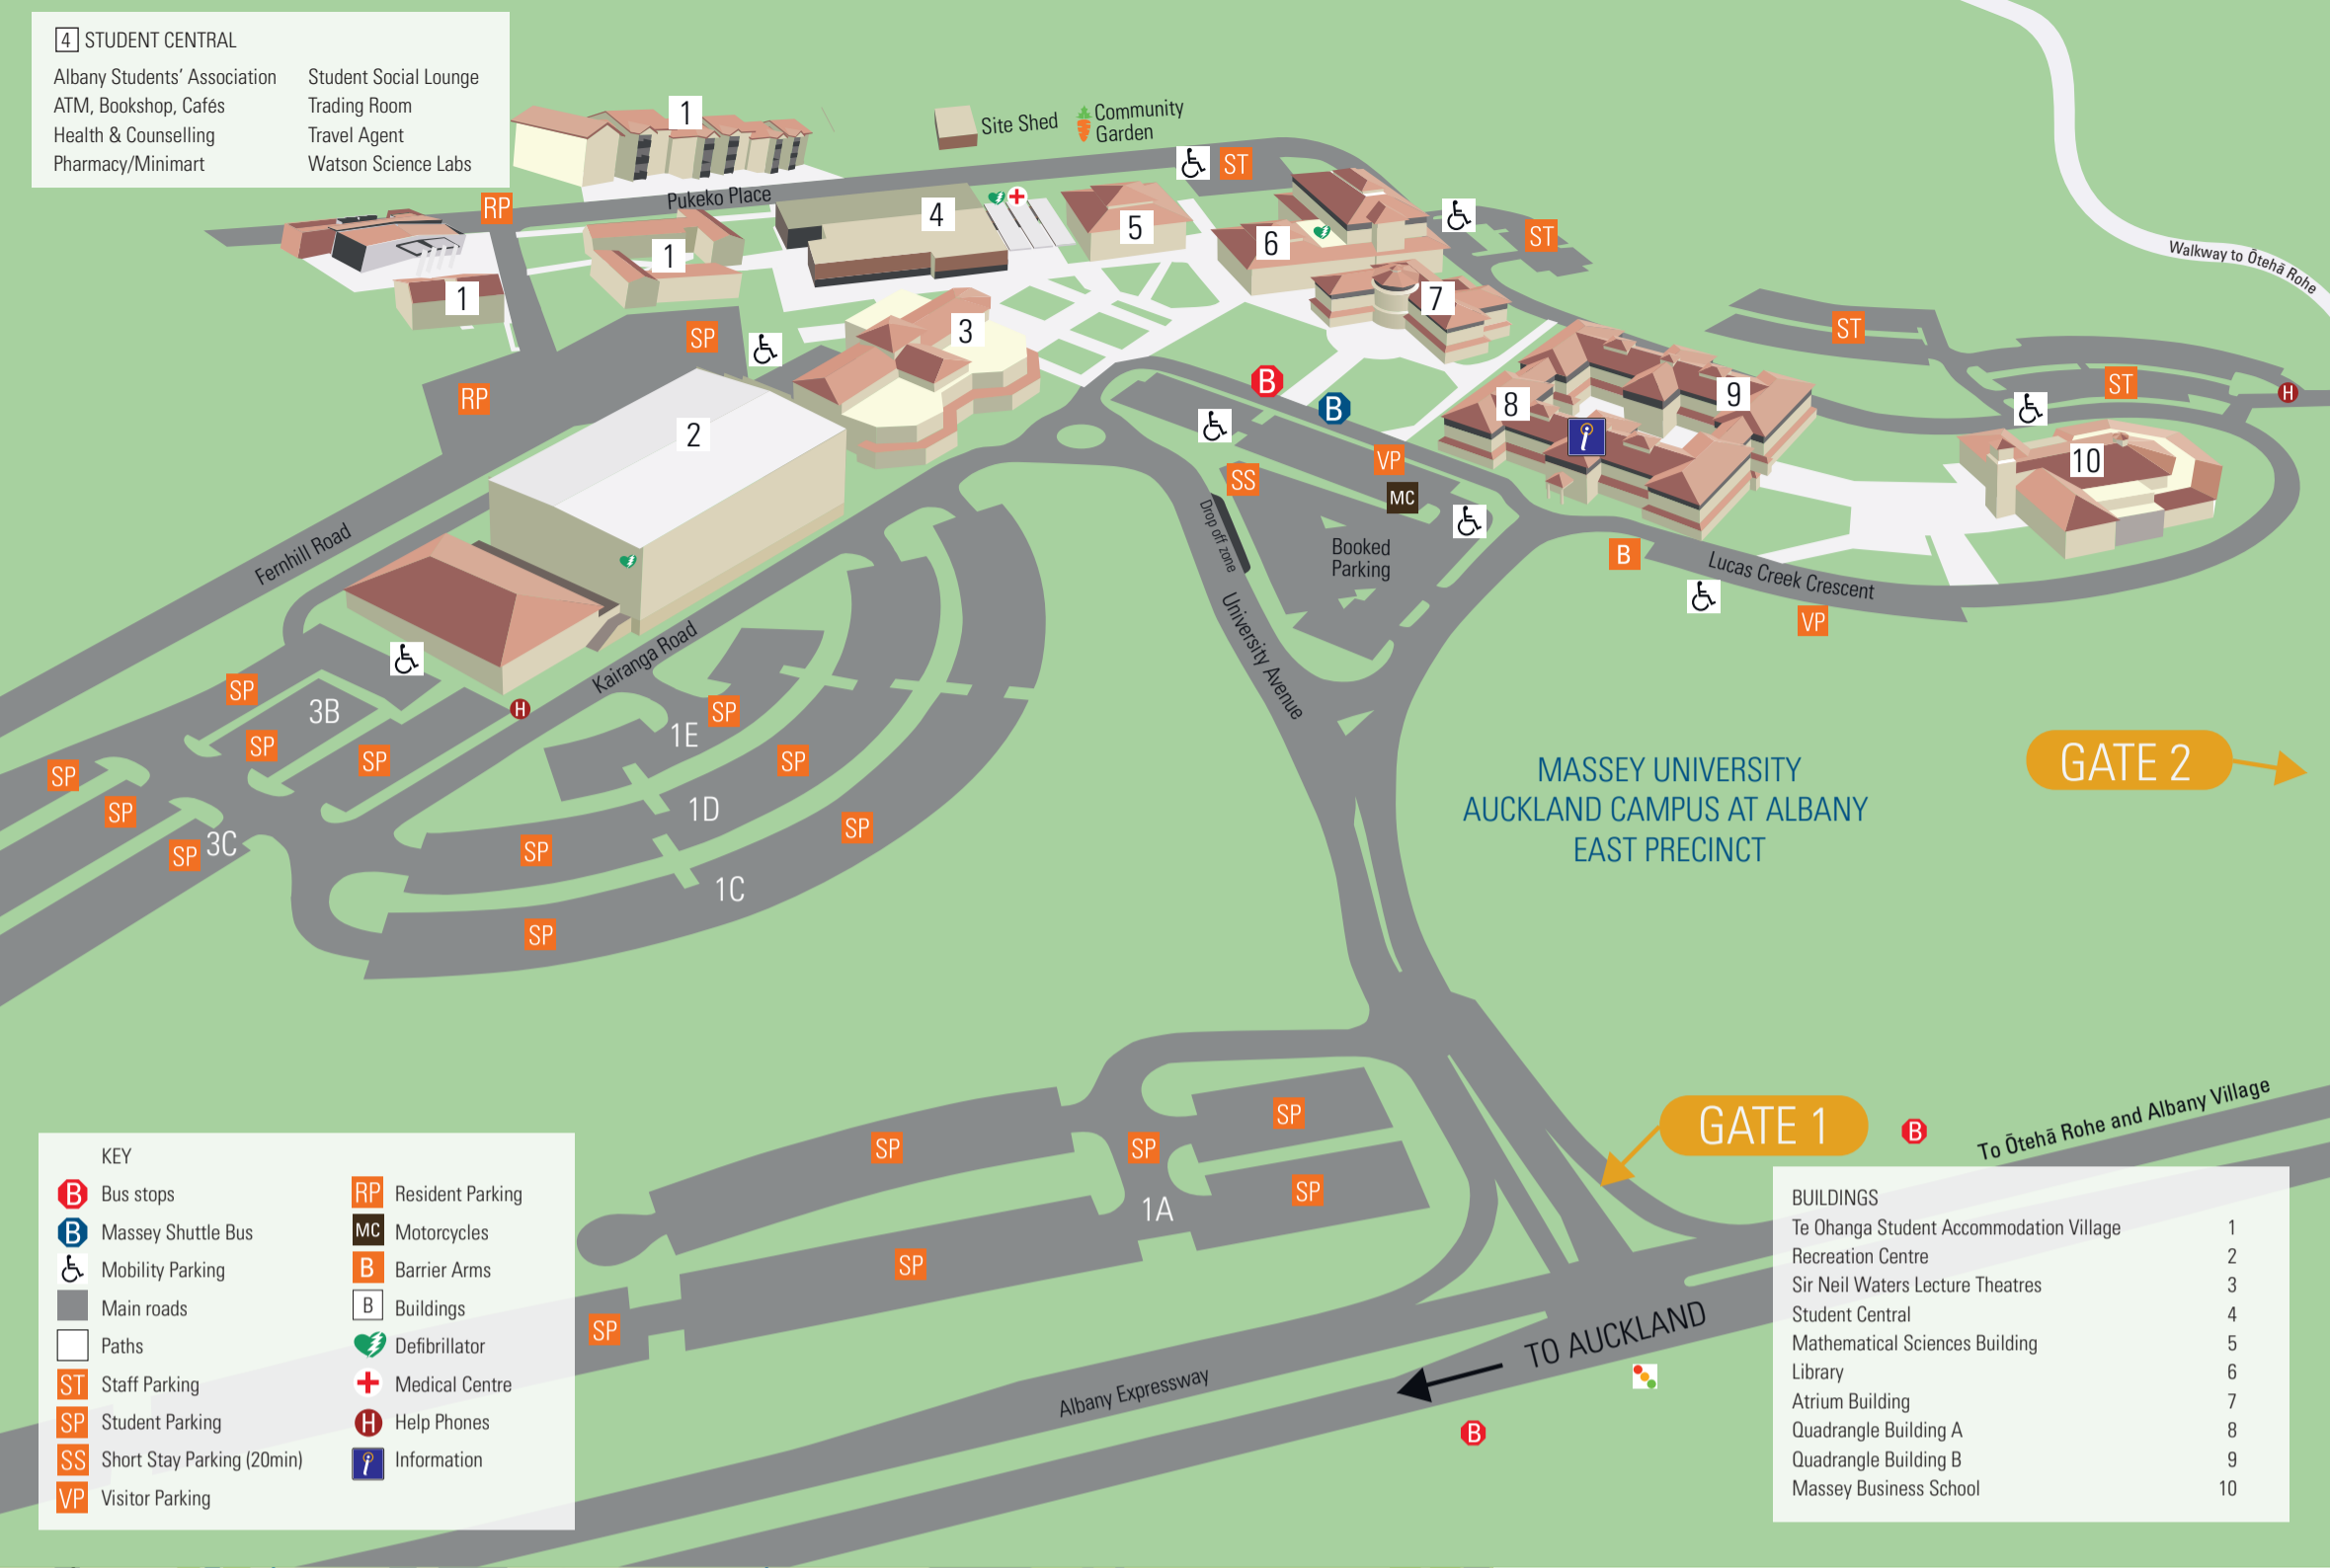 4 STUDENT CENTRAL
Albany Students' Association
ATM, Bookshop, Cafés
Health & Counselling
Pharmacy/Minimart
Student Social Lounge
Trading Room
Travel Agent
Watson Science Labs
1
Site Shed
Community
Garden
ST
RP
Pukeko Place
4
5
6
ST
1
1
7
Walkway to Ōtehā Rohe
SP
3
ST
RP
B
B
8
9
ST
H
2
i
VP
SS
MC
10
Drop off zone
Booked
Parking
B
Fernhill Road
Lucas Creek Crescent
VP
Kairanga Road
University Avenue
SP
3B
H
SP
1E
SP
SP
SP
SP
SP
3C
SP
1D
SP
SP
1C
SP
MASSEY UNIVERSITY
AUCKLAND CAMPUS AT ALBANY
EAST PRECINCT
GATE 2
GATE 1
B
To Ōtehā Rohe and Albany Village
SP
SP
SP
SP
1A
SP
SP
TO AUCKLAND
Albany Expressway
B
KEY
B Bus stops
B Massey Shuttle Bus
Mobility Parking
Main roads
Paths
ST Staff Parking
SP Student Parking
SS Short Stay Parking (20min)
VP Visitor Parking
RP Resident Parking
MC Motorcycles
B Barrier Arms
B Buildings
Defibrillator
Medical Centre
H Help Phones
i Information
BUILDINGS
Te Ohanga Student Accommodation Village 1
Recreation Centre 2
Sir Neil Waters Lecture Theatres 3
Student Central 4
Mathematical Sciences Building 5
Library 6
Atrium Building 7
Quadrangle Building A 8
Quadrangle Building B 9
Massey Business School 10